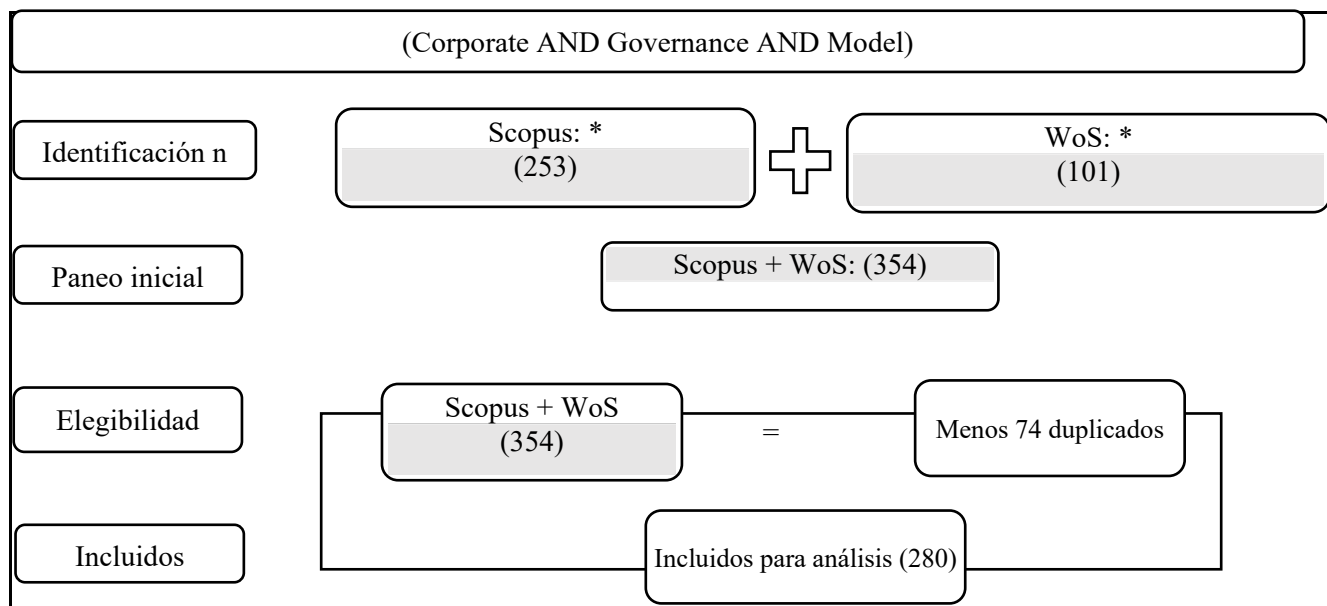 (Corporate AND Governance AND Model)
Identificación n
Scopus: *
(253)
WoS: *
(101)
Paneo inicial
Scopus + WoS: (354)
Elegibilidad
Scopus + WoS
(354)
=
Menos 74 duplicados
Incluidos
Incluidos para análisis (280)